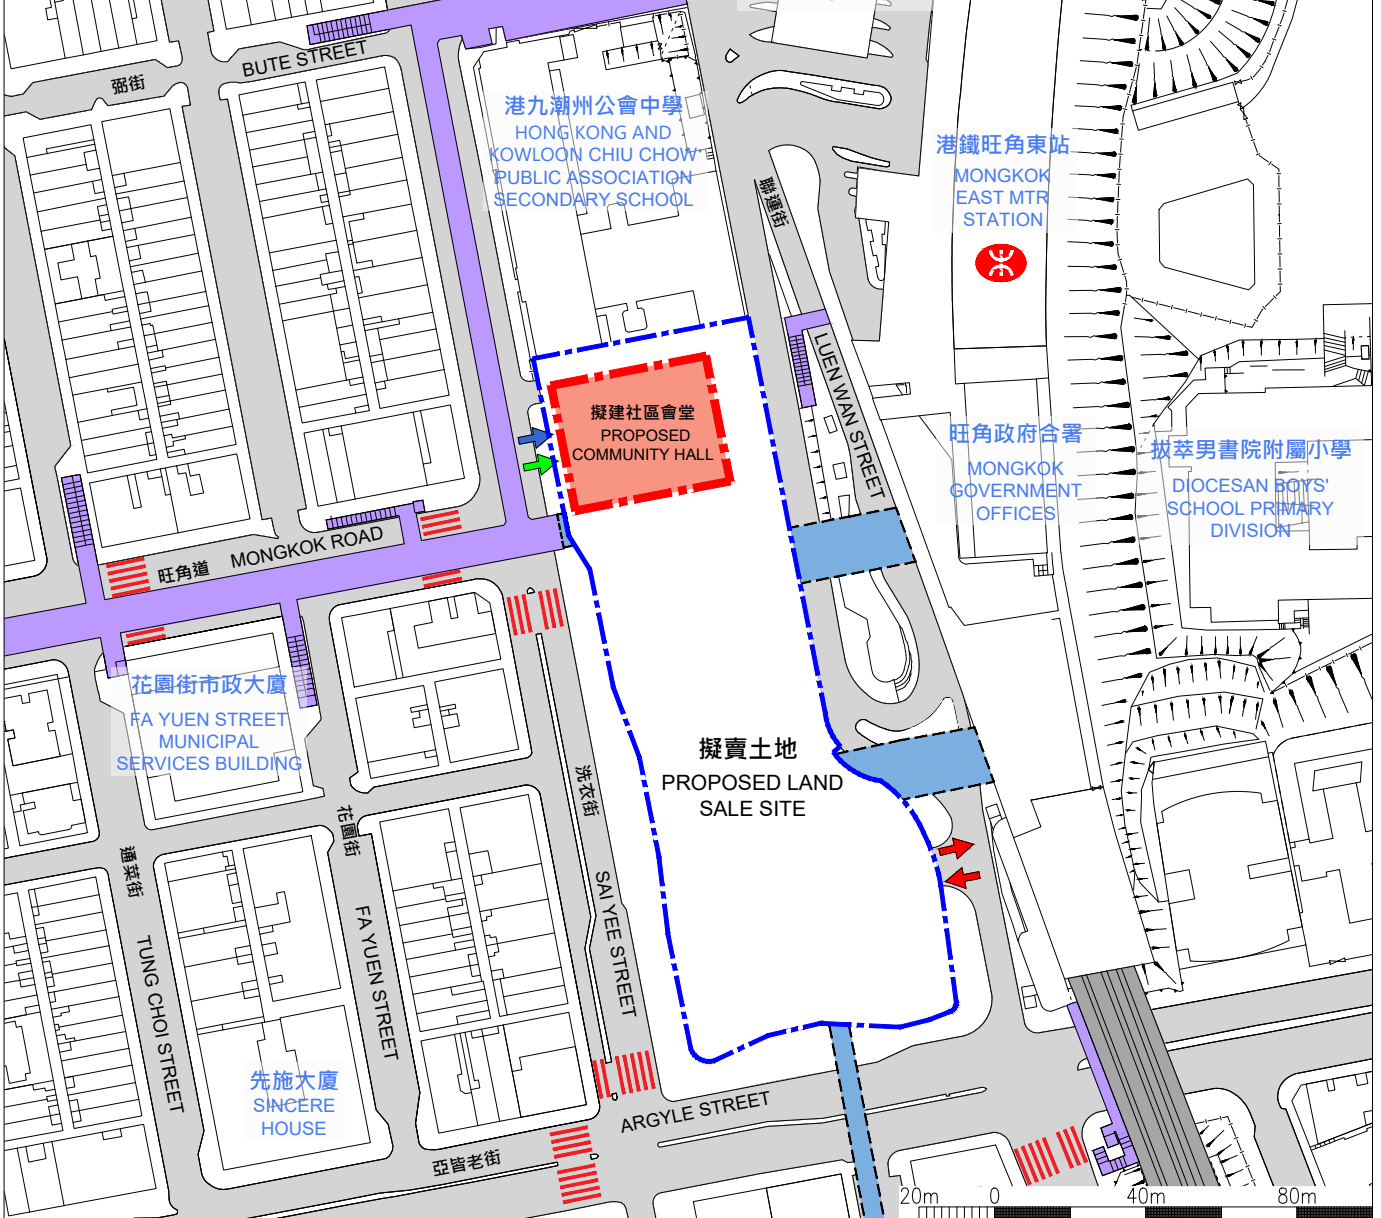 BUTE STREET
弼街
港九潮州公會中學
HONG KONG AND
KOWLOON CHIU CHOW
PUBLIC ASSOCIATION
SECONDARY SCHOOL
聯運街
港鐵旺角東站
MONGKOK
EAST MTR
STATION
LUEN WAN STREET
擬建社區會堂
PROPOSED
COMMUNITY HALL
旺角政府合署
MONGKOK
GOVERNMENT
OFFICES
拔萃男書院附屬小學
DIOCESAN BOYS'
SCHOOL PRIMARY
DIVISION
旺角道
MONGKOK ROAD
花園街市政大廈
FA YUEN STREET
MUNICIPAL
SERVICES BUILDING
擬賣土地
PROPOSED LAND
SALE SITE
洗衣街
SAI YEE STREET
花園街
FA YUEN STREET
通菜街
TUNG CHOI STREET
先施大廈
SINCERE
HOUSE
ARGYLE STREET
亞皆老街
20m 0 40m 80m